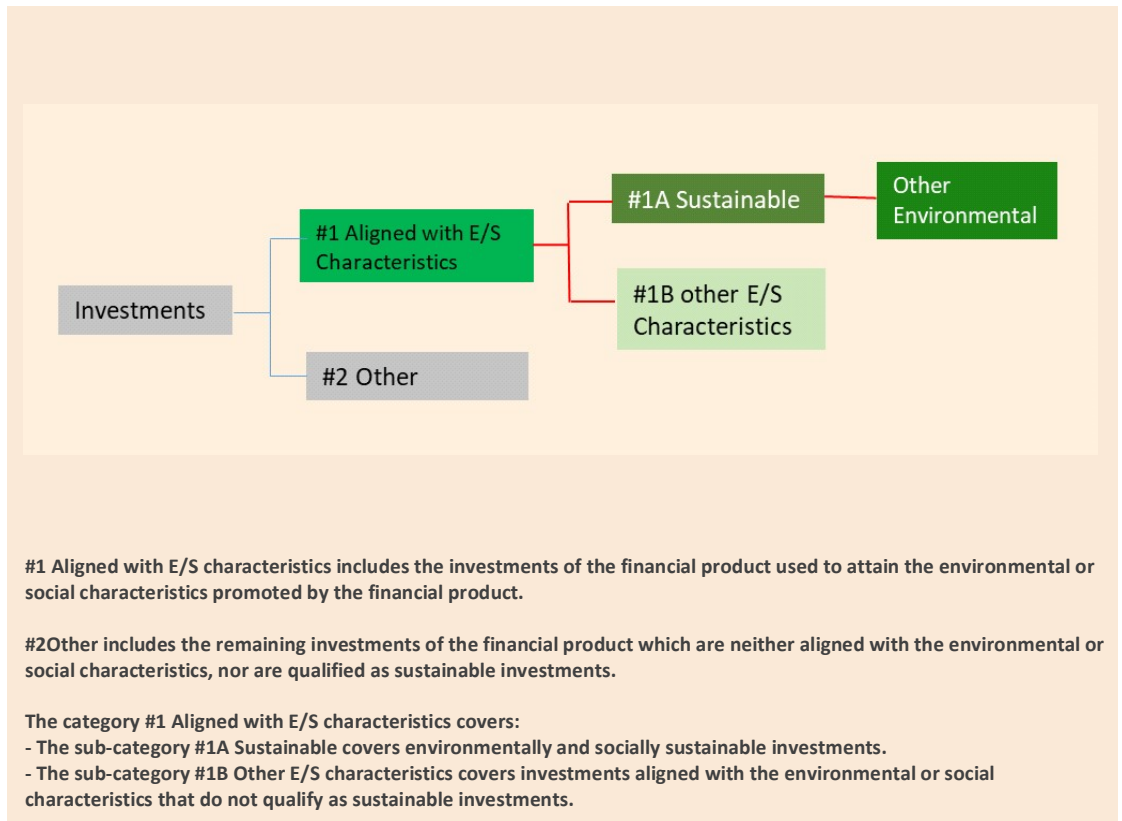 Investments
#1 Aligned with E/S
Characteristics
#2 Other
#1A Sustainable
#1B other E/S
Characteristics
Other
Environmental
#1 Aligned with E/S characteristics includes the investments of the financial product used to attain the environmental or
social characteristics promoted by the financial product.
#2Other includes the remaining investments of the financial product which are neither aligned with the environmental or
social characteristics, nor are qualified as sustainable investments.
The category #1 Aligned with E/S characteristics covers:
- The sub-category #1A Sustainable covers environmentally and socially sustainable investments.
- The sub-category #1B Other E/S characteristics covers investments aligned with the environmental or social
characteristics that do not qualify as sustainable investments.